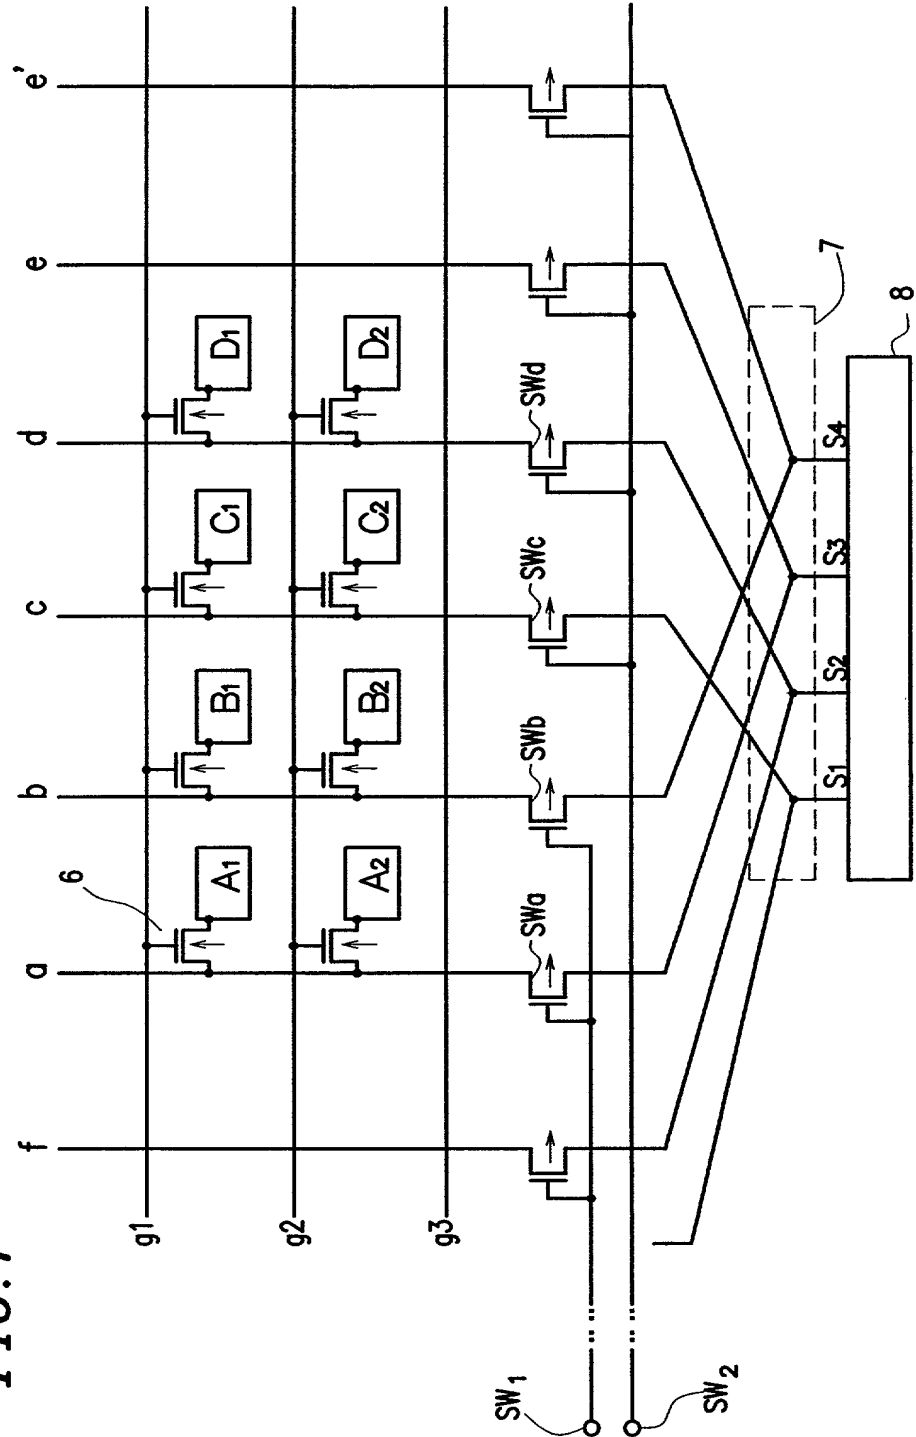 FIG. 7
f a b c d e e'
g1
6
A1 B1 C1 D1
g2
A2 B2 C2 D2
g3
SWa SWb SWc SWd
SW1
SW2
7
S1 S2 S3 S4
8